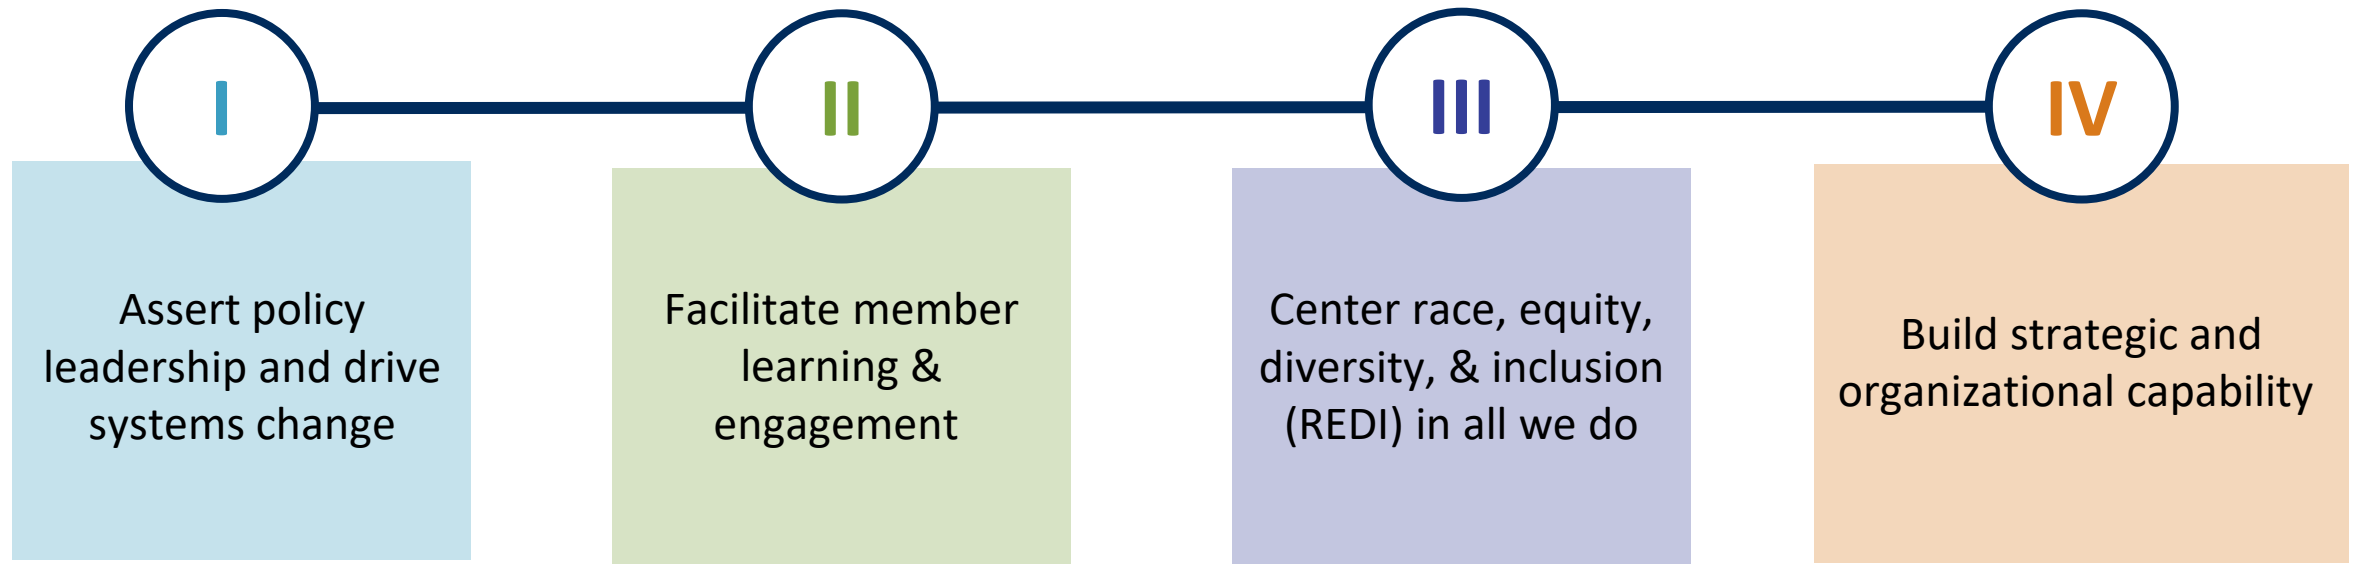 I
II
III
IV
Assert policy
leadership and drive
systems change
Facilitate member
learning &
engagement
Center race, equity,
diversity, & inclusion
(REDI) in all we do
Build strategic and
organizational capability